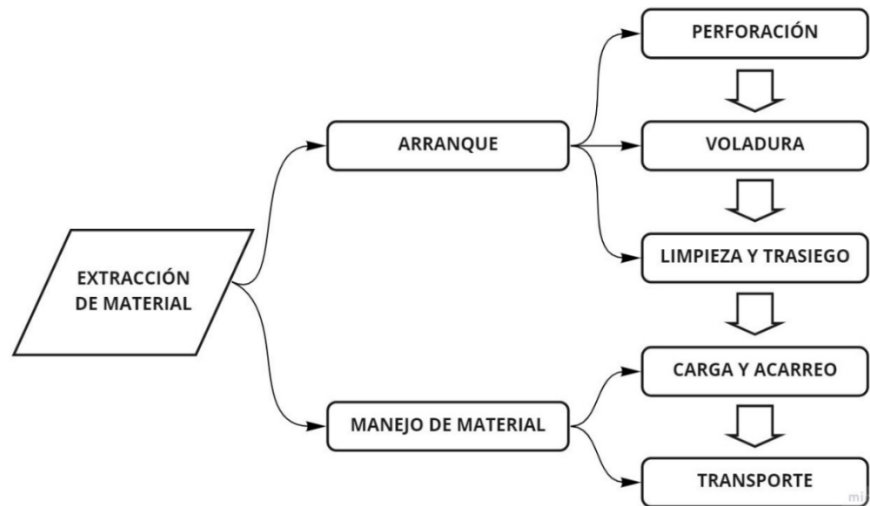 PERFORACIÓN
ARRANQUE
VOLADURA
LIMPIEZA Y TRASIEGO
EXTRACCIÓN
DE MATERIAL
CARGA Y ACARREO
MANEJO DE MATERIAL
TRANSPORTE